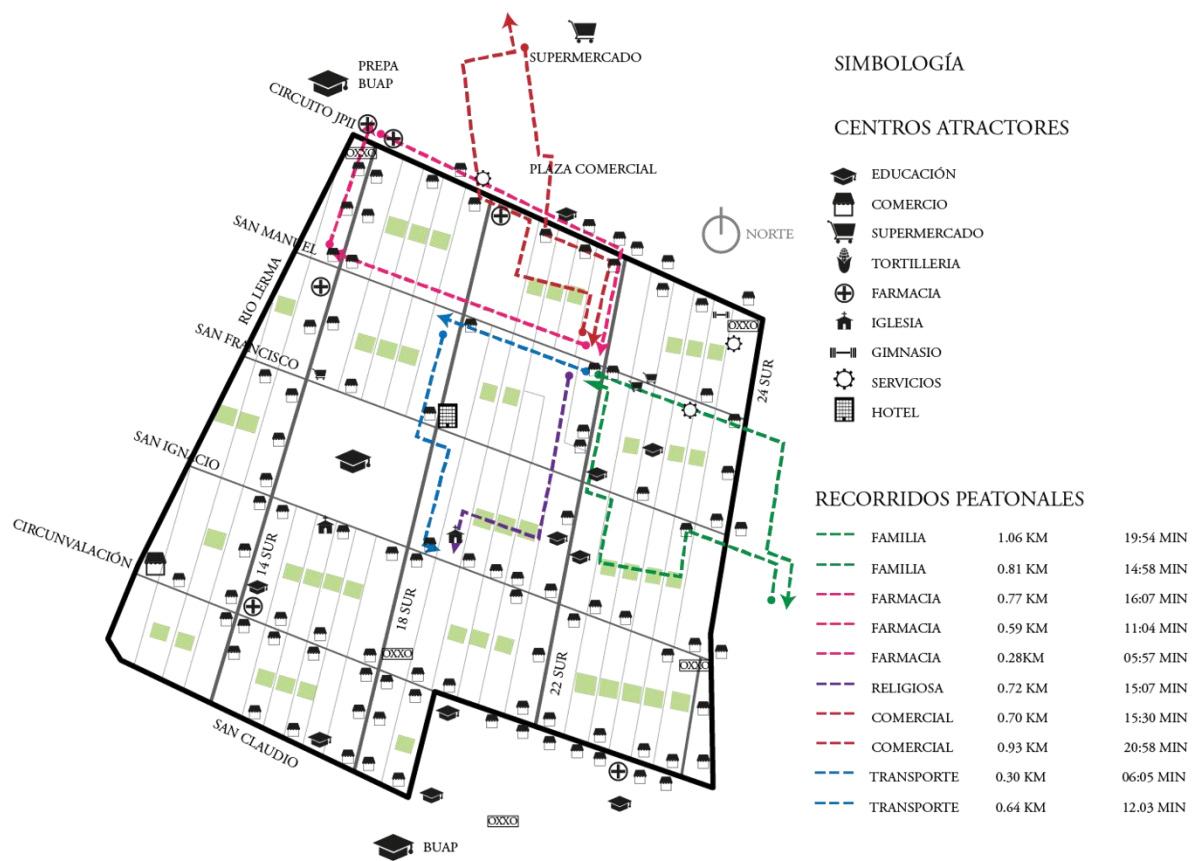 SUPERMERCADO
PREPA
BUAP
CIRCUITO JPII
OXXO
PLAZA COMERCIAL
SAN MANUEL
RIO LERMA
NORTE
OXXO
SAN FRANCISCO
24 SUR
SAN IGNACIO
CIRCUNVALACIÓN
14 SUR
18 SUR
22 SUR
OXXO
OXXO
SAN CLAUDIO
OXXO
BUAP
SIMBOLOGÍA
CENTROS ATRACTORES
EDUCACIÓN
COMERCIO
SUPERMERCADO
TORTILLERIA
FARMACIA
IGLESIA
GIMNASIO
SERVICIOS
HOTEL
RECORRIDOS PEATONALES
FAMILIA 1.06 KM 19:54 MIN
FAMILIA 0.81 KM 14:58 MIN
FARMACIA 0.77 KM 16:07 MIN
FARMACIA 0.59 KM 11:04 MIN
FARMACIA 0.28KM 05:57 MIN
RELIGIOSA 0.72 KM 15:07 MIN
COMERCIAL 0.70 KM 15:30 MIN
COMERCIAL 0.93 KM 20:58 MIN
TRANSPORTE 0.30 KM 06:05 MIN
TRANSPORTE 0.64 KM 12.03 MIN